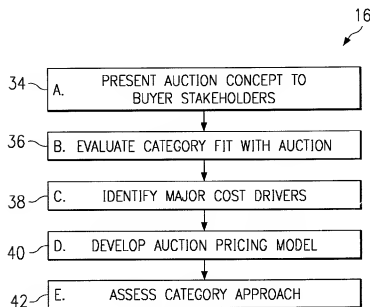 16
34 A. PRESENT AUCTION CONCEPT TO
BUYER STAKEHOLDERS
36 B. EVALUATE CATEGORY FIT WITH AUCTION
38 C. IDENTIFY MAJOR COST DRIVERS
40 D. DEVELOP AUCTION PRICING MODEL
42 E. ASSESS CATEGORY APPROACH